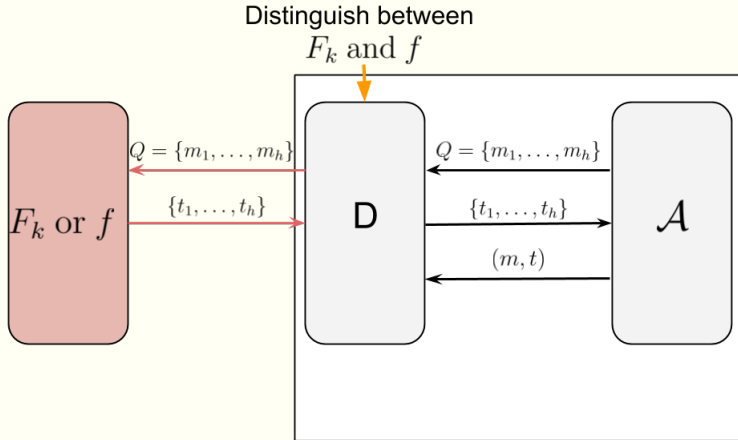 Distinguish between
F_k and f
Q = {m_1, . . . , m_h}
Q = {m_1, . . . , m_h}
{t_1, . . . , t_h}
{t_1, . . . , t_h}
F_k or f
D
𝒜
(m, t)